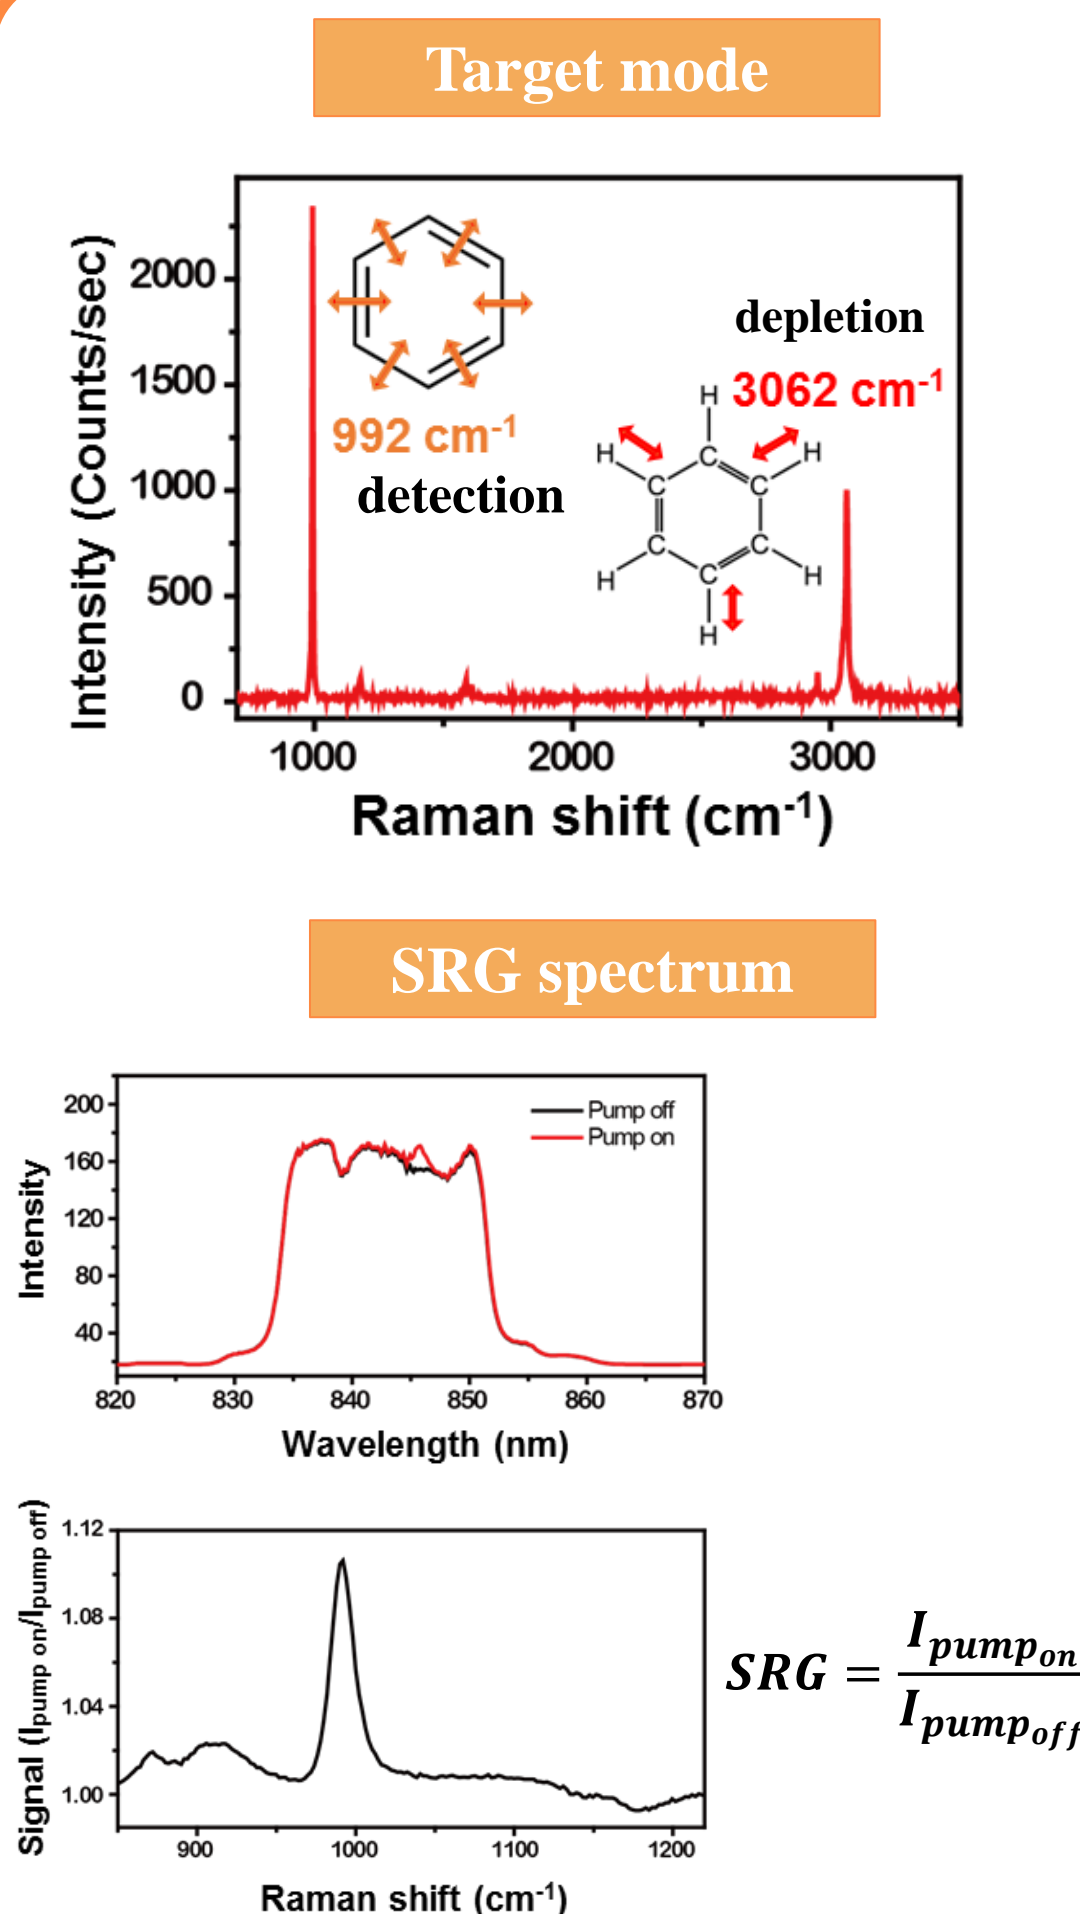 Target mode
Intensity (Counts/sec)
2000
1500
1000
500
0
992 cm-1
detection
depletion
3062 cm-1
H
H
H
C
C
C
C
C
C
H
H
H
1000
2000
3000
Raman shift (cm-1)
SRG spectrum
Intensity
200
160
120
80
40
Pump off
Pump on
820
830
840
850
860
870
Wavelength (nm)
Signal (Ipump on/Ipump off)
1.12
1.08
1.04
1.00
900
1000
1100
1200
Raman shift (cm-1)
SRG = Ipumpon
Ipumpoff